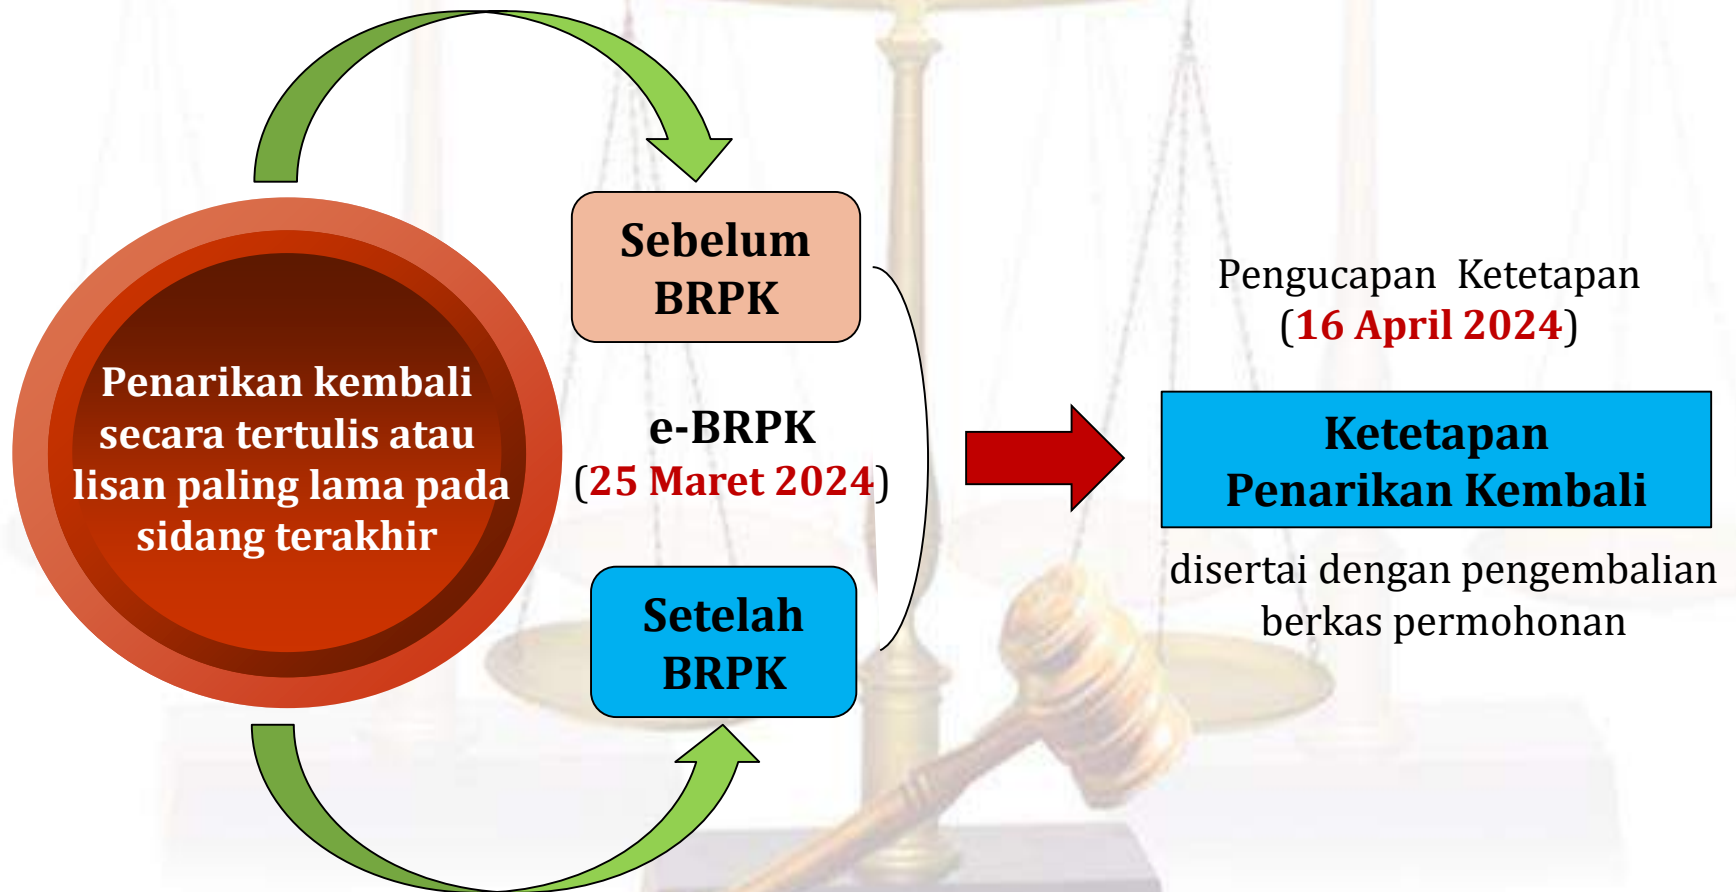 Penarikan kembali
secara tertulis atau
lisan paling lama pada
sidang terakhir
Sebelum
BRPK
e-BRPK
(25 Maret 2024)
Setelah
BRPK
Pengucapan Ketetapan
(16 April 2024)
Ketetapan
Penarikan Kembali
disertai dengan pengembalian
berkas permohonan